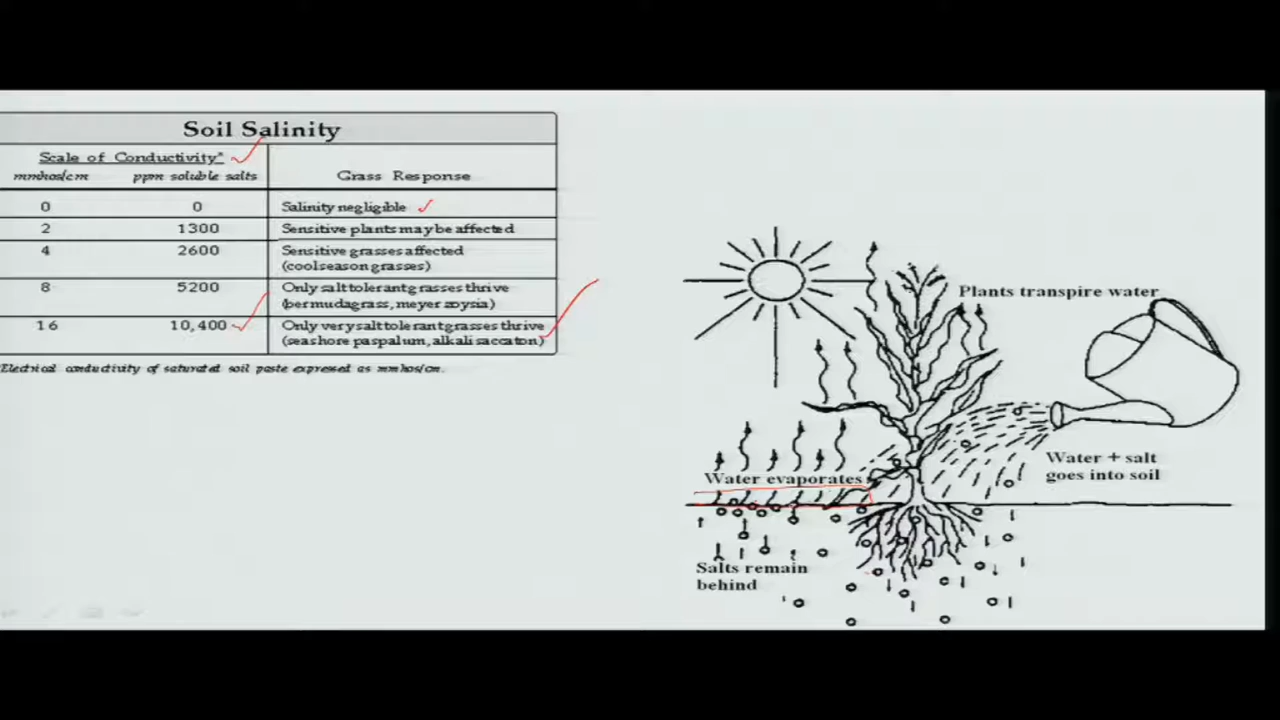 Soil Salinity
Scale of Conductivity*
mmhos/cm ppm soluble salts Grass Response
0 0 Salinity negligible
2 1300 Sensitive plants may be affected
4 2600 Sensitive grasses affected
(cool season grasses)
8 5200 Only salt tolerant grasses thrive
(bermudagrass, meyer zoysia)
16 10,400 Only very salt tolerant grasses thrive
(seashore paspalum, alkali saccaton)
*Electrical conductivity of saturated soil paste expressed as mmhos/cm.
Plants transpire water
Water + salt
goes into soil
Water evaporates
Salts remain
behind